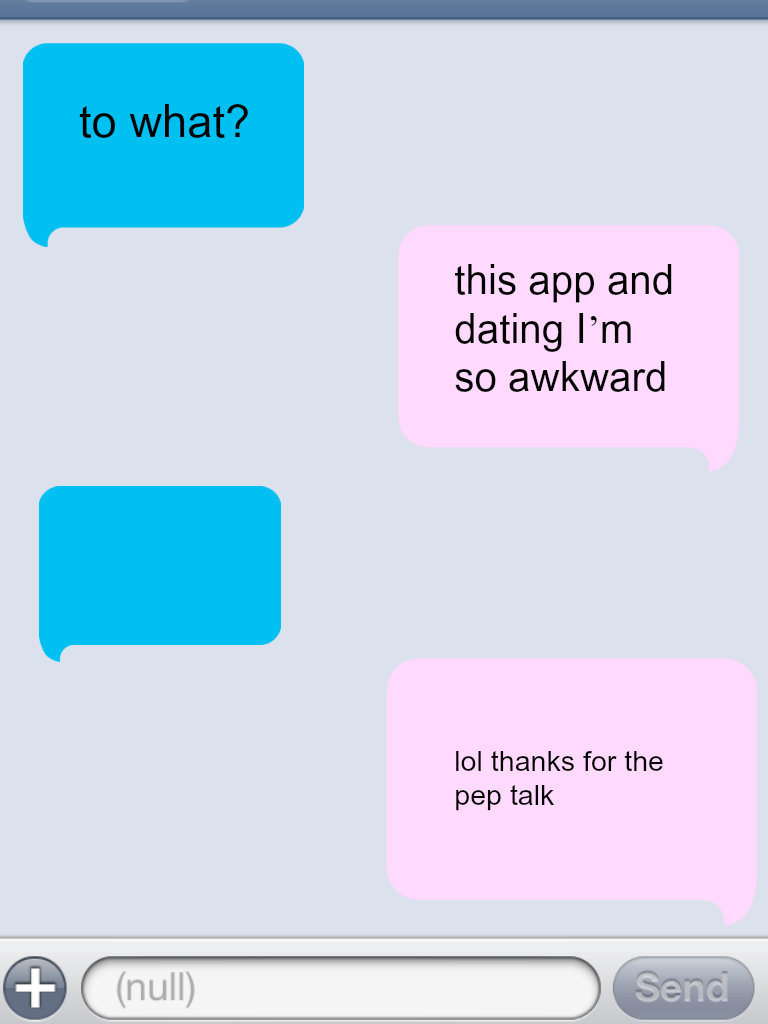 to what?
this app and
dating I’m
so awkward
lol thanks for the
pep talk
(null)
Send